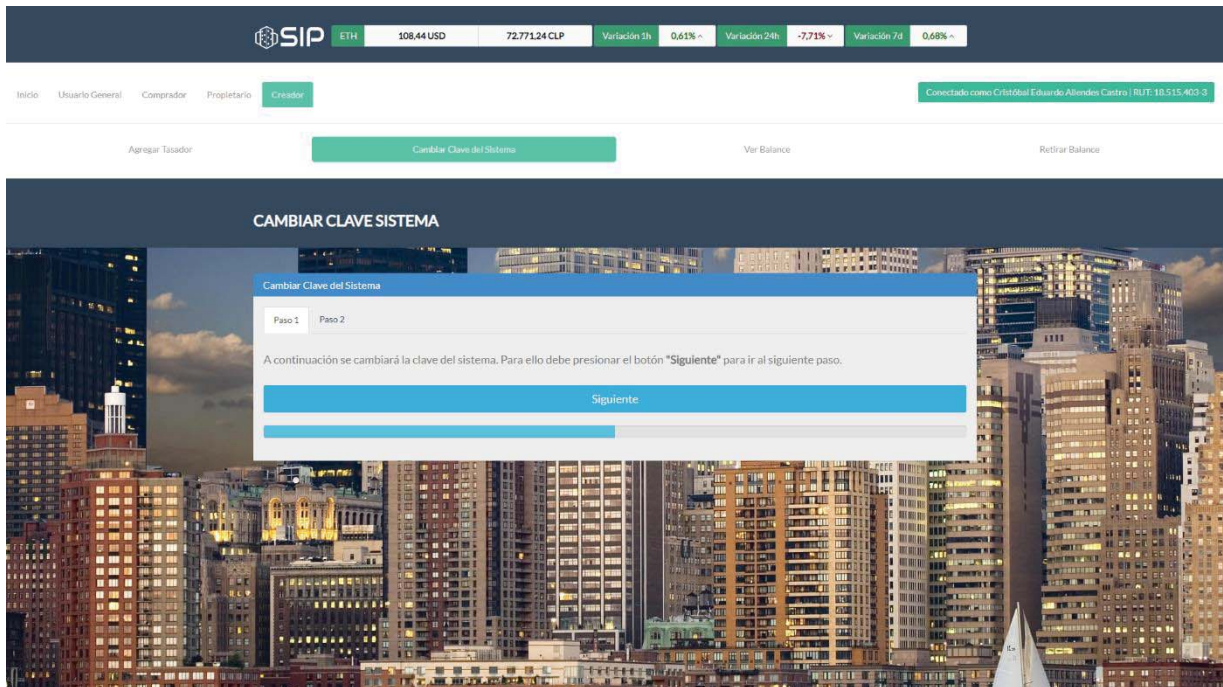 SIP ETH 108,44 USD 72.771,24 CLP Variación 1h 0,61% Variación 24h -7,71% Variación 7d 0,68%
Inicio Usuario General Comprador Propietario Creador Conectado como Cristóbal Eduardo Allendes Castro | RUT: 18.515.403-3
Agregar Tasador Cambiar Clave del Sistema Ver Balance Retirar Balance
CAMBIAR CLAVE SISTEMA
Cambiar Clave del Sistema
Paso 1 Paso 2
A continuación se cambiará la clave del sistema. Para ello debe presionar el botón "Siguiente" para ir al siguiente paso.
Siguiente